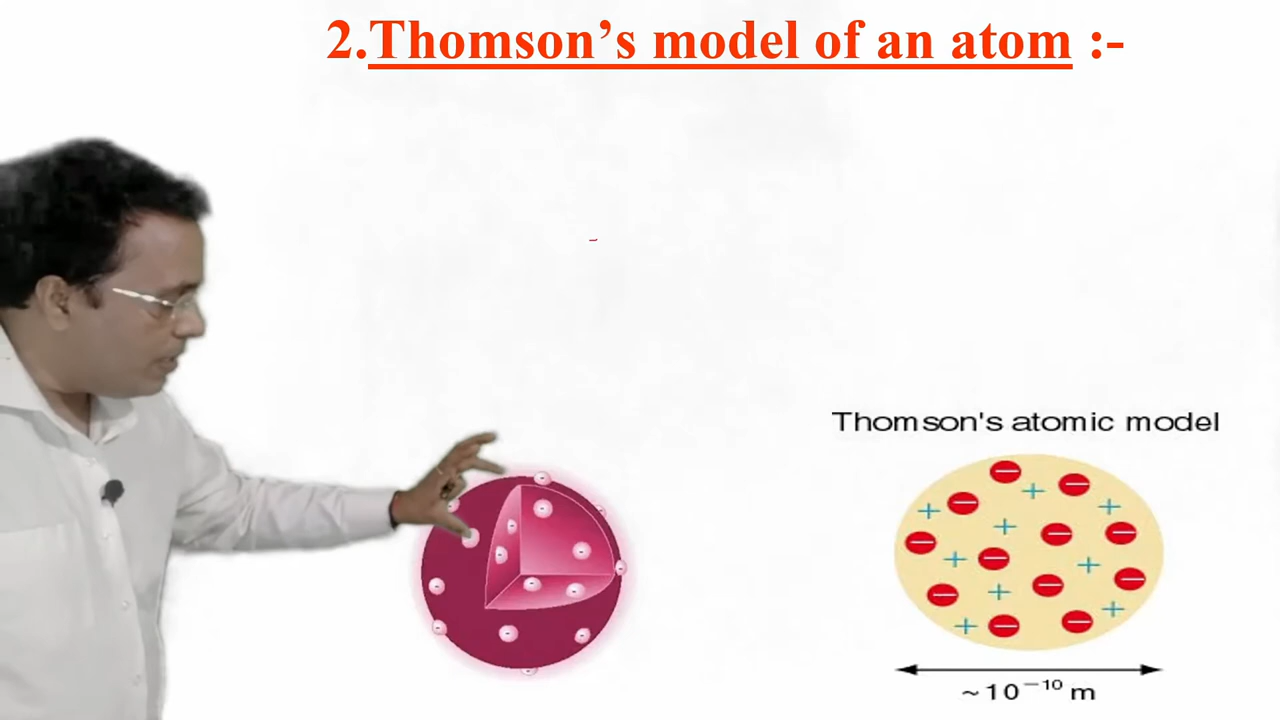 2.Thomson’s model of an atom :-
Thomson's atomic model
~10⁻¹⁰ m